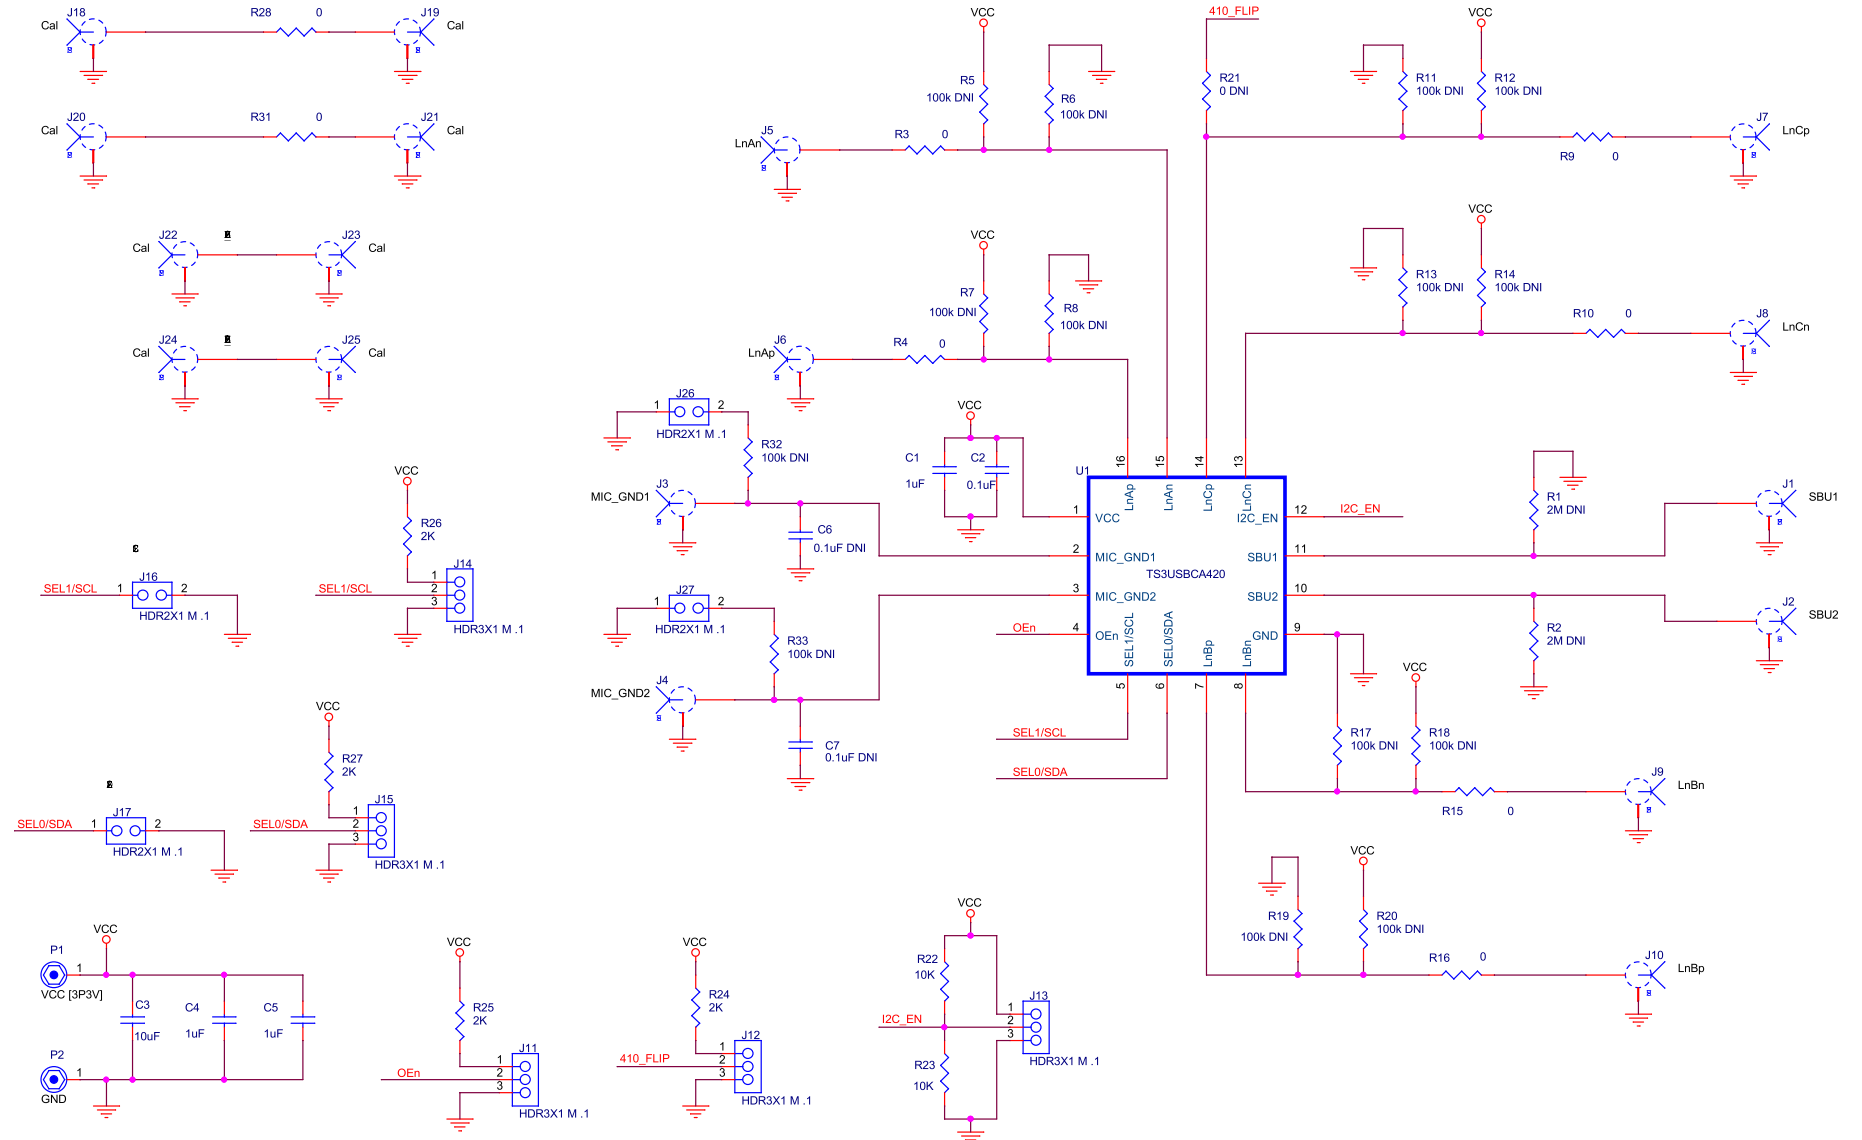 J18 R28 0 J19
Cal Cal
J20 R31 0 J21
Cal Cal
J22 J23
Cal Cal
J24 J25
Cal Cal
VCC
R26
2K
J14
SEL1/SCL
1
2
3
HDR3X1 M .1
J16
SEL1/SCL 1 2
HDR2X1 M .1
VCC
R27
2K
J15
SEL0/SDA
1
2
3
HDR3X1 M .1
J17
SEL0/SDA 1 2
HDR2X1 M .1
P1
1
VCC [3P3V]
VCC
C3
10uF
C4
1uF
C5
1uF
P2
1
GND
VCC
R25
2K
J11
OEn
1
2
3
HDR3X1 M .1
VCC
R24
2K
J12
410_FLIP
1
2
3
HDR3X1 M .1
VCC
R22
10K
I2C_EN
R23
10K
J13
1
2
3
HDR3X1 M .1
VCC
R5
100k DNI
R6
100k DNI
J5
LnAn
R3 0
VCC
R7
100k DNI
R8
100k DNI
J6
LnAp
R4 0
J26
1 2
HDR2X1 M .1
R32
100k DNI
J3
MIC_GND1
C6
0.1uF DNI
J27
1 2
HDR2X1 M .1
R33
100k DNI
J4
MIC_GND2
C7
0.1uF DNI
VCC
C1
1uF
C2
0.1uF
410_FLIP
R21
0 DNI
R11
100k DNI
VCC
R12
100k DNI
R9 0
J7
LnCp
R13
100k DNI
VCC
R14
100k DNI
R10 0
J8
LnCn
U1
16 15 14 13
LnAp LnAn LnCp LnCn
1 VCC
2 MIC_GND1
3 MIC_GND2
4 OEn
OEn
TS3USBCA420
I2C_EN 12
I2C_EN
SBU1 11
SBU2 10
GND 9
SEL1/SCL SEL0/SDA LnBp LnBn
5 6 7 8
SEL1/SCL
SEL0/SDA
R1
2M DNI
J1
SBU1
R2
2M DNI
J2
SBU2
R17
100k DNI
VCC
R18
100k DNI
R15 0
J9
LnBn
R19
100k DNI
VCC
R20
100k DNI
R16 0
J10
LnBp